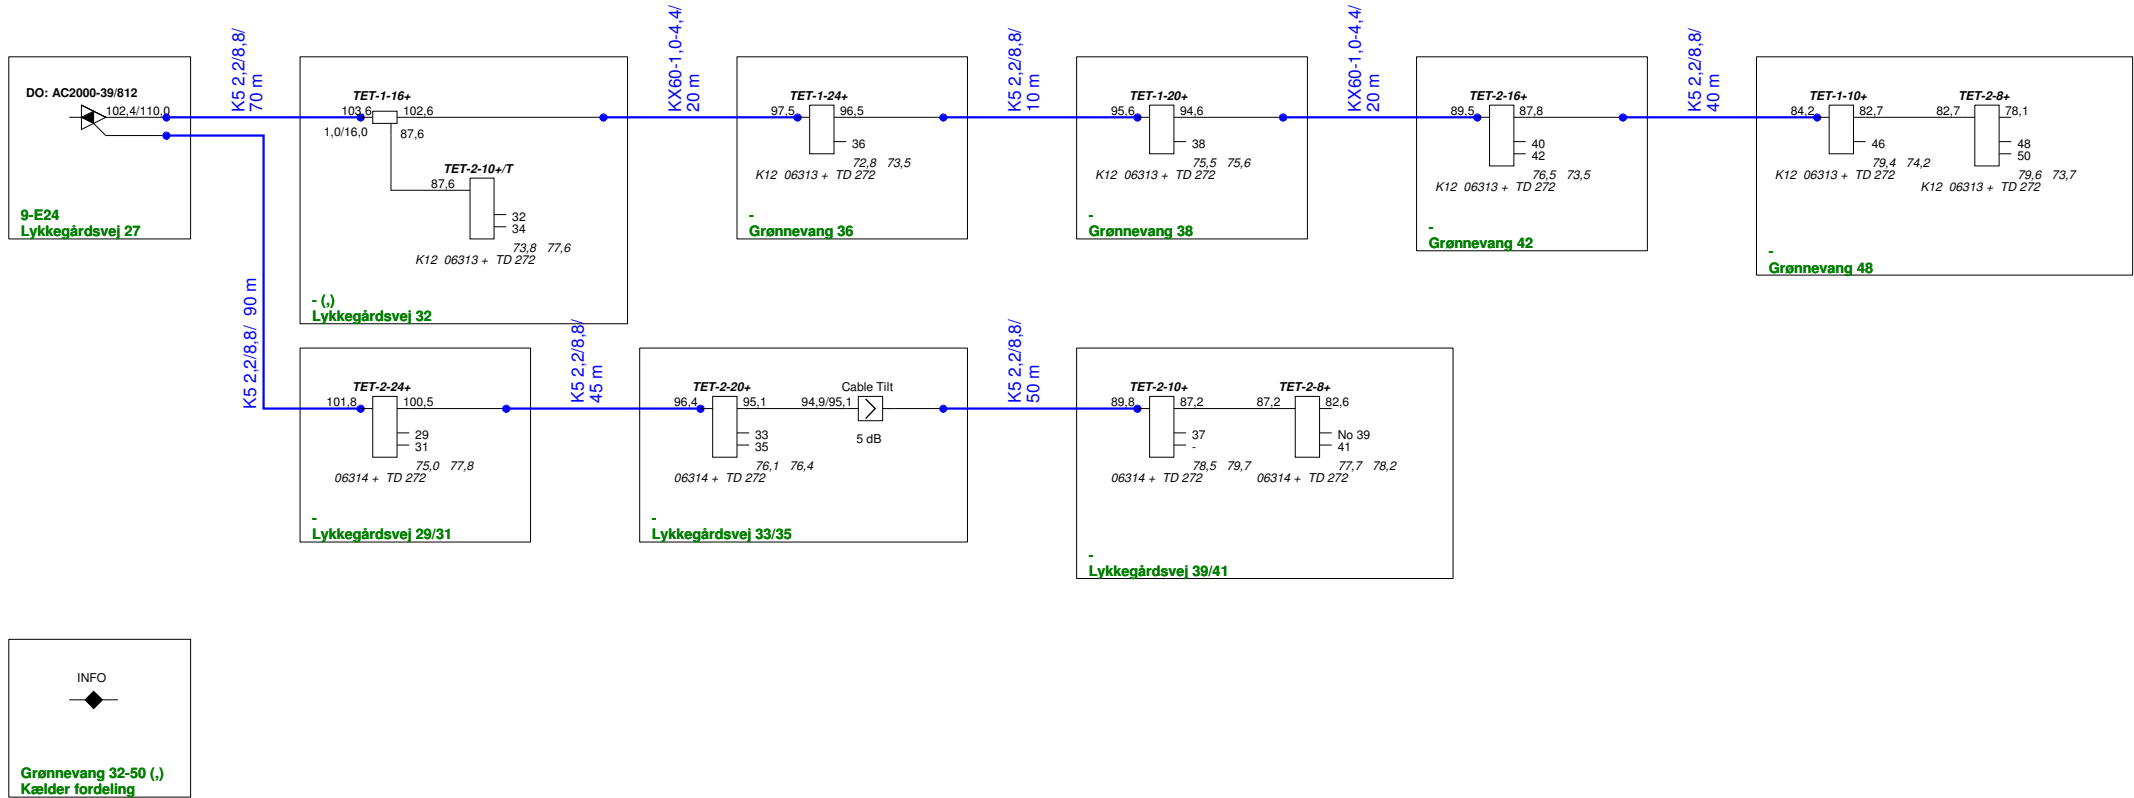 DO: AC2000-39/812
102,4/110,0
9-E24
Lykkegårdsvej 27
K5 2,2/8,8/
70 m
TET-1-16+
103,6
102,6
1,0/16,0
87,6
TET-2-10+/T
87,6
32
34
73,8 77,6
K12 06313 + TD 272
- (,)
Lykkegårdsvej 32
KX60-1,0-4,4/
20 m
TET-1-24+
97,5
96,5
36
72,8 73,5
K12 06313 + TD 272
-
Grønnevang 36
K5 2,2/8,8/
10 m
TET-1-20+
95,6
94,6
38
75,5 75,6
K12 06313 + TD 272
-
Grønnevang 38
KX60-1,0-4,4/
20 m
TET-2-16+
89,5
87,8
40
42
76,5 73,5
K12 06313 + TD 272
-
Grønnevang 42
K5 2,2/8,8/
40 m
TET-1-10+
84,2
82,7
46
79,4 74,2
K12 06313 + TD 272
TET-2-8+
82,7
78,1
48
50
79,6 73,7
K12 06313 + TD 272
-
Grønnevang 48
K5 2,2/8,8/ 90 m
TET-2-24+
101,8
100,5
29
31
75,0 77,8
06314 + TD 272
-
Lykkegårdsvej 29/31
K5 2,2/8,8/
45 m
TET-2-20+
96,4
95,1
33
35
76,1 76,4
06314 + TD 272
Cable Tilt
94,9/95,1
5 dB
-
Lykkegårdsvej 33/35
K5 2,2/8,8/
50 m
TET-2-10+
89,8
87,2
37
-
78,5 79,7
06314 + TD 272
TET-2-8+
87,2
82,6
No 39
41
77,7 78,2
06314 + TD 272
-
Lykkegårdsvej 39/41
INFO
Grønnevang 32-50 (,)
Kælder fordeling